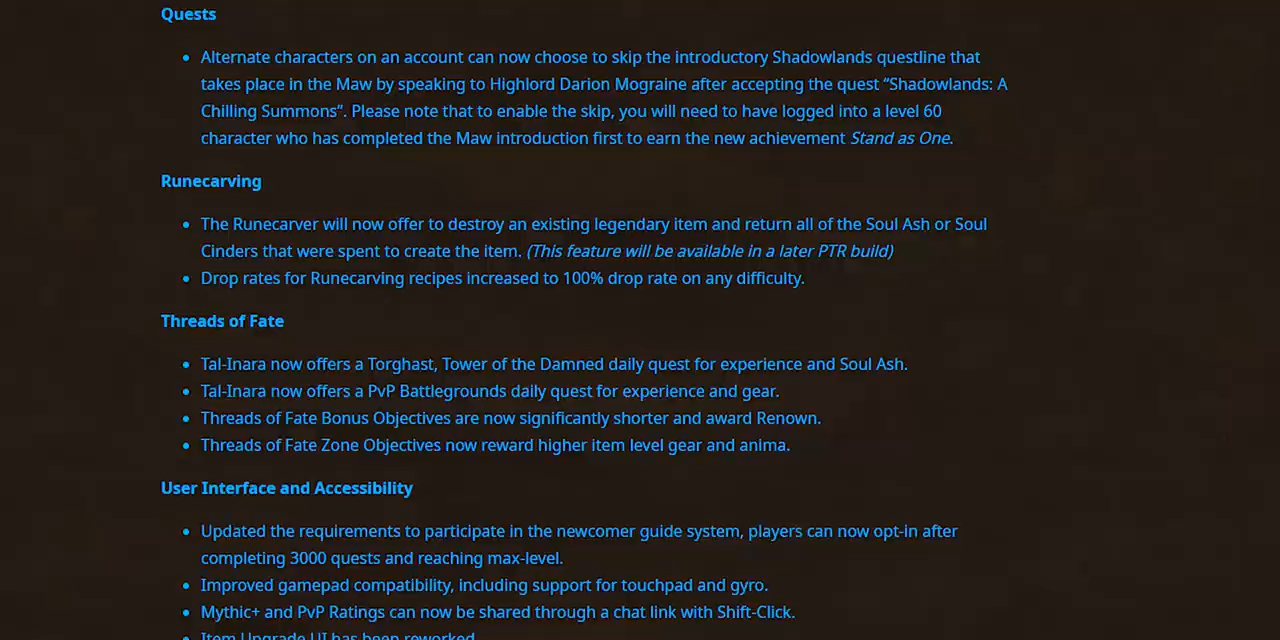 Quests
• Alternate characters on an account can now choose to skip the introductory Shadowlands questline that
takes place in the Maw by speaking to Highlord Darion Mograine after accepting the quest “Shadowlands: A
Chilling Summons”. Please note that to enable the skip, you will need to have logged into a level 60
character who has completed the Maw introduction first to earn the new achievement Stand as One.
Runecarving
• The Runecarver will now offer to destroy an existing legendary item and return all of the Soul Ash or Soul
Cinders that were spent to create the item. (This feature will be available in a later PTR build)
• Drop rates for Runecarving recipes increased to 100% drop rate on any difficulty.
Threads of Fate
• Tal-Inara now offers a Torghast, Tower of the Damned daily quest for experience and Soul Ash.
• Tal-Inara now offers a PvP Battlegrounds daily quest for experience and gear.
• Threads of Fate Bonus Objectives are now significantly shorter and award Renown.
• Threads of Fate Zone Objectives now reward higher item level gear and anima.
User Interface and Accessibility
• Updated the requirements to participate in the newcomer guide system, players can now opt-in after
completing 3000 quests and reaching max-level.
• Improved gamepad compatibility, including support for touchpad and gyro.
• Mythic+ and PvP Ratings can now be shared through a chat link with Shift-Click.
• Item Upgrade UI has been reworked.